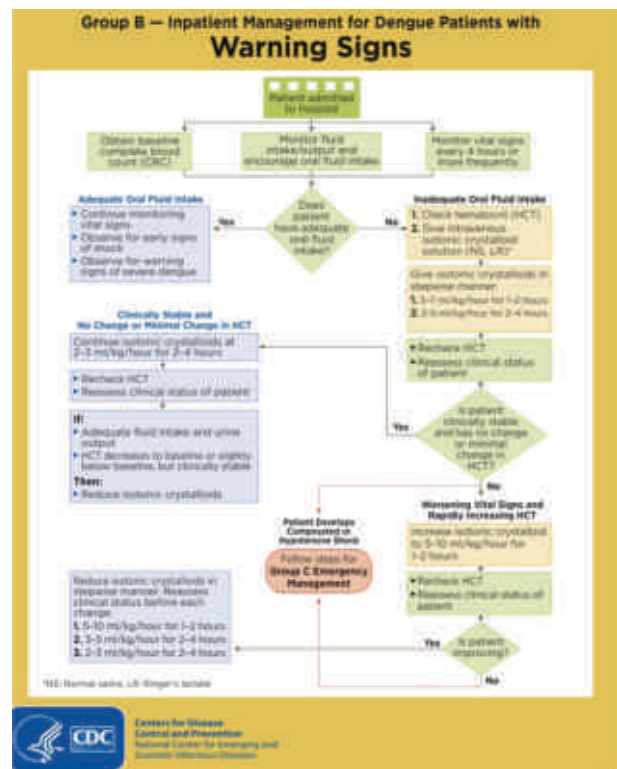 Group B — Inpatient Management for Dengue Patients with
Warning Signs
Patient admitted
to hospital
Obtain baseline
complete blood
count (CBC)
Monitor fluid
intake/output and
encourage oral fluid intake
Monitor vital signs
every 4 hours or
more frequently
Does
patient
have adequate
oral fluid
intake?
Yes
No
Adequate Oral Fluid Intake
Continue monitoring
vital signs
Observe for early signs
of shock
Observe for warning
signs of severe dengue
Inadequate Oral Fluid Intake
1. Check hematocrit (HCT)
2. Give intravenous
isotonic crystalloid
solution (NS, LR)*
Give isotonic crystalloids in
stepwise manner:
1. 5-7 ml/kg/hour for 1-2 hours
2. 3-5 ml/kg/hour for 2-4 hours
Recheck HCT
Reassess clinical status
of patient
Is patient
clinically stable
and has no change
or minimal
change in
HCT?
Yes
No
Clinically Stable and
No Change or Minimal Change in HCT
Continue isotonic crystalloids at
2-3 ml/kg/hour for 2-4 hours
Recheck HCT
Reassess clinical status of patient
If:
Adequate fluid intake and urine
output
HCT decreases to baseline or slightly
below baseline, but clinically stable
Then:
Reduce isotonic crystalloids
Worsening Vital Signs and
Rapidly Increasing HCT
Increase isotonic crystalloid
to 5-10 ml/kg/hour for
1-2 hours
Recheck HCT
Reassess clinical status of
patient
Is patient
improving?
Yes
No
Patient Develops
Compensated or
Hypotensive Shock
Follow steps for
Group C Emergency
Management
Reduce isotonic crystalloids in
stepwise manner. Reassess
clinical status before each
change.
1. 5-10 ml/kg/hour for 1-2 hours
2. 3-5 ml/kg/hour for 2-4 hours
3. 2-3 ml/kg/hour for 2-4 hours
*NS: Normal saline, LR: Ringer's lactate
CDC
Centers for Disease
Control and Prevention
National Center for Emerging and
Zoonotic Infectious Diseases